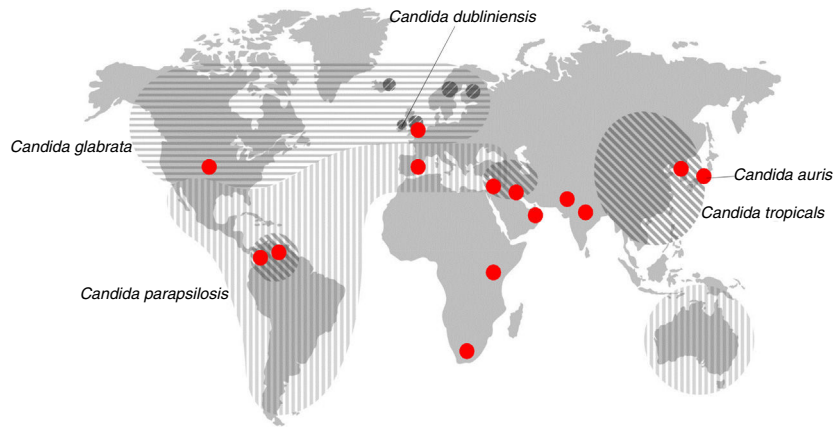 Candida dubliniensis
Candida glabrata
Candida auris
Candida tropicals
Candida parapsilosis